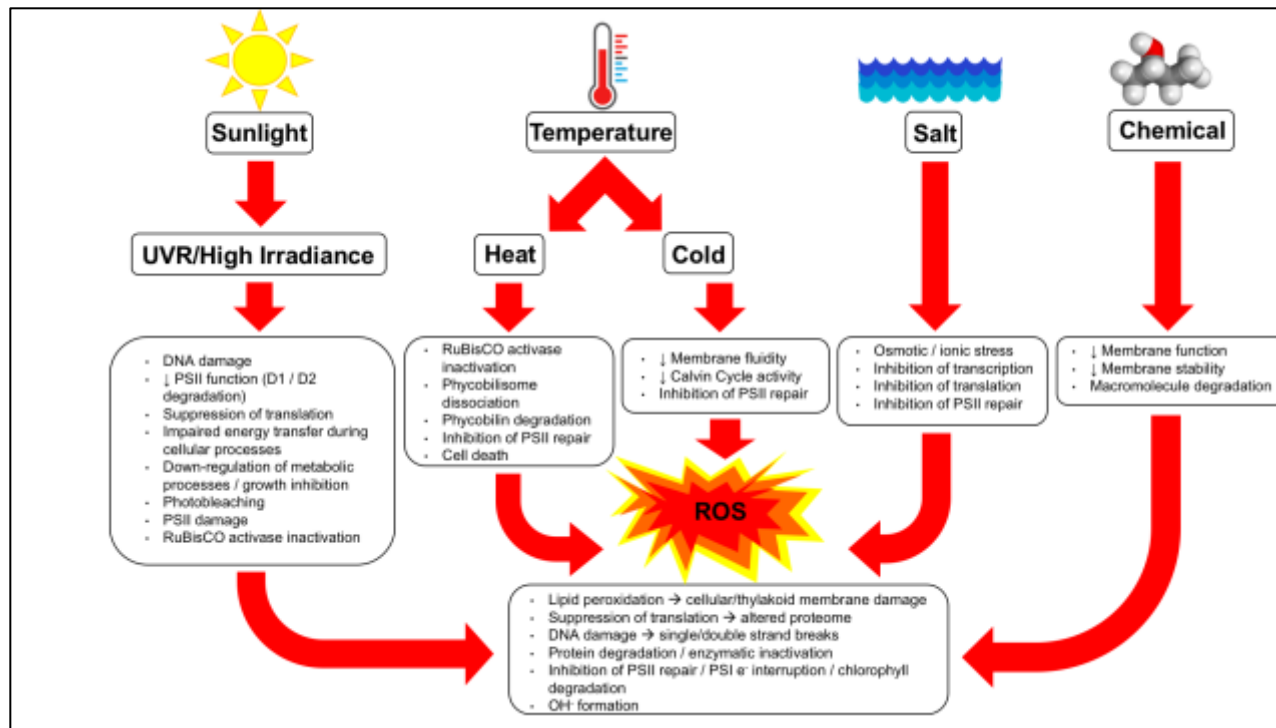 Sunlight
Temperature
Salt
Chemical
UVR/High Irradiance
Heat
Cold
- DNA damage
- ↓ PSII function (D1 / D2
degradation)
- Suppression of translation
- Impaired energy transfer during
cellular processes
- Down-regulation of metabolic
processes / growth inhibition
- Photobleaching
- PSII damage
- RuBisCO activase inactivation
- RuBisCO activase
inactivation
- Phycobilisome
dissociation
- Phycobilin degradation
- Inhibition of PSII repair
- Cell death
- ↓ Membrane fluidity
- ↓ Calvin Cycle activity
- Inhibition of PSII repair
- Osmotic / ionic stress
- Inhibition of transcription
- Inhibition of translation
- Inhibition of PSII repair
- ↓ Membrane function
- ↓ Membrane stability
- Macromolecule degradation
ROS
- Lipid peroxidation → cellular/thylakoid membrane damage
- Suppression of translation → altered proteome
- DNA damage → single/double strand breaks
- Protein degradation / enzymatic inactivation
- Inhibition of PSII repair / PSI e⁻ interruption / chlorophyll
degradation
- OH⁻ formation